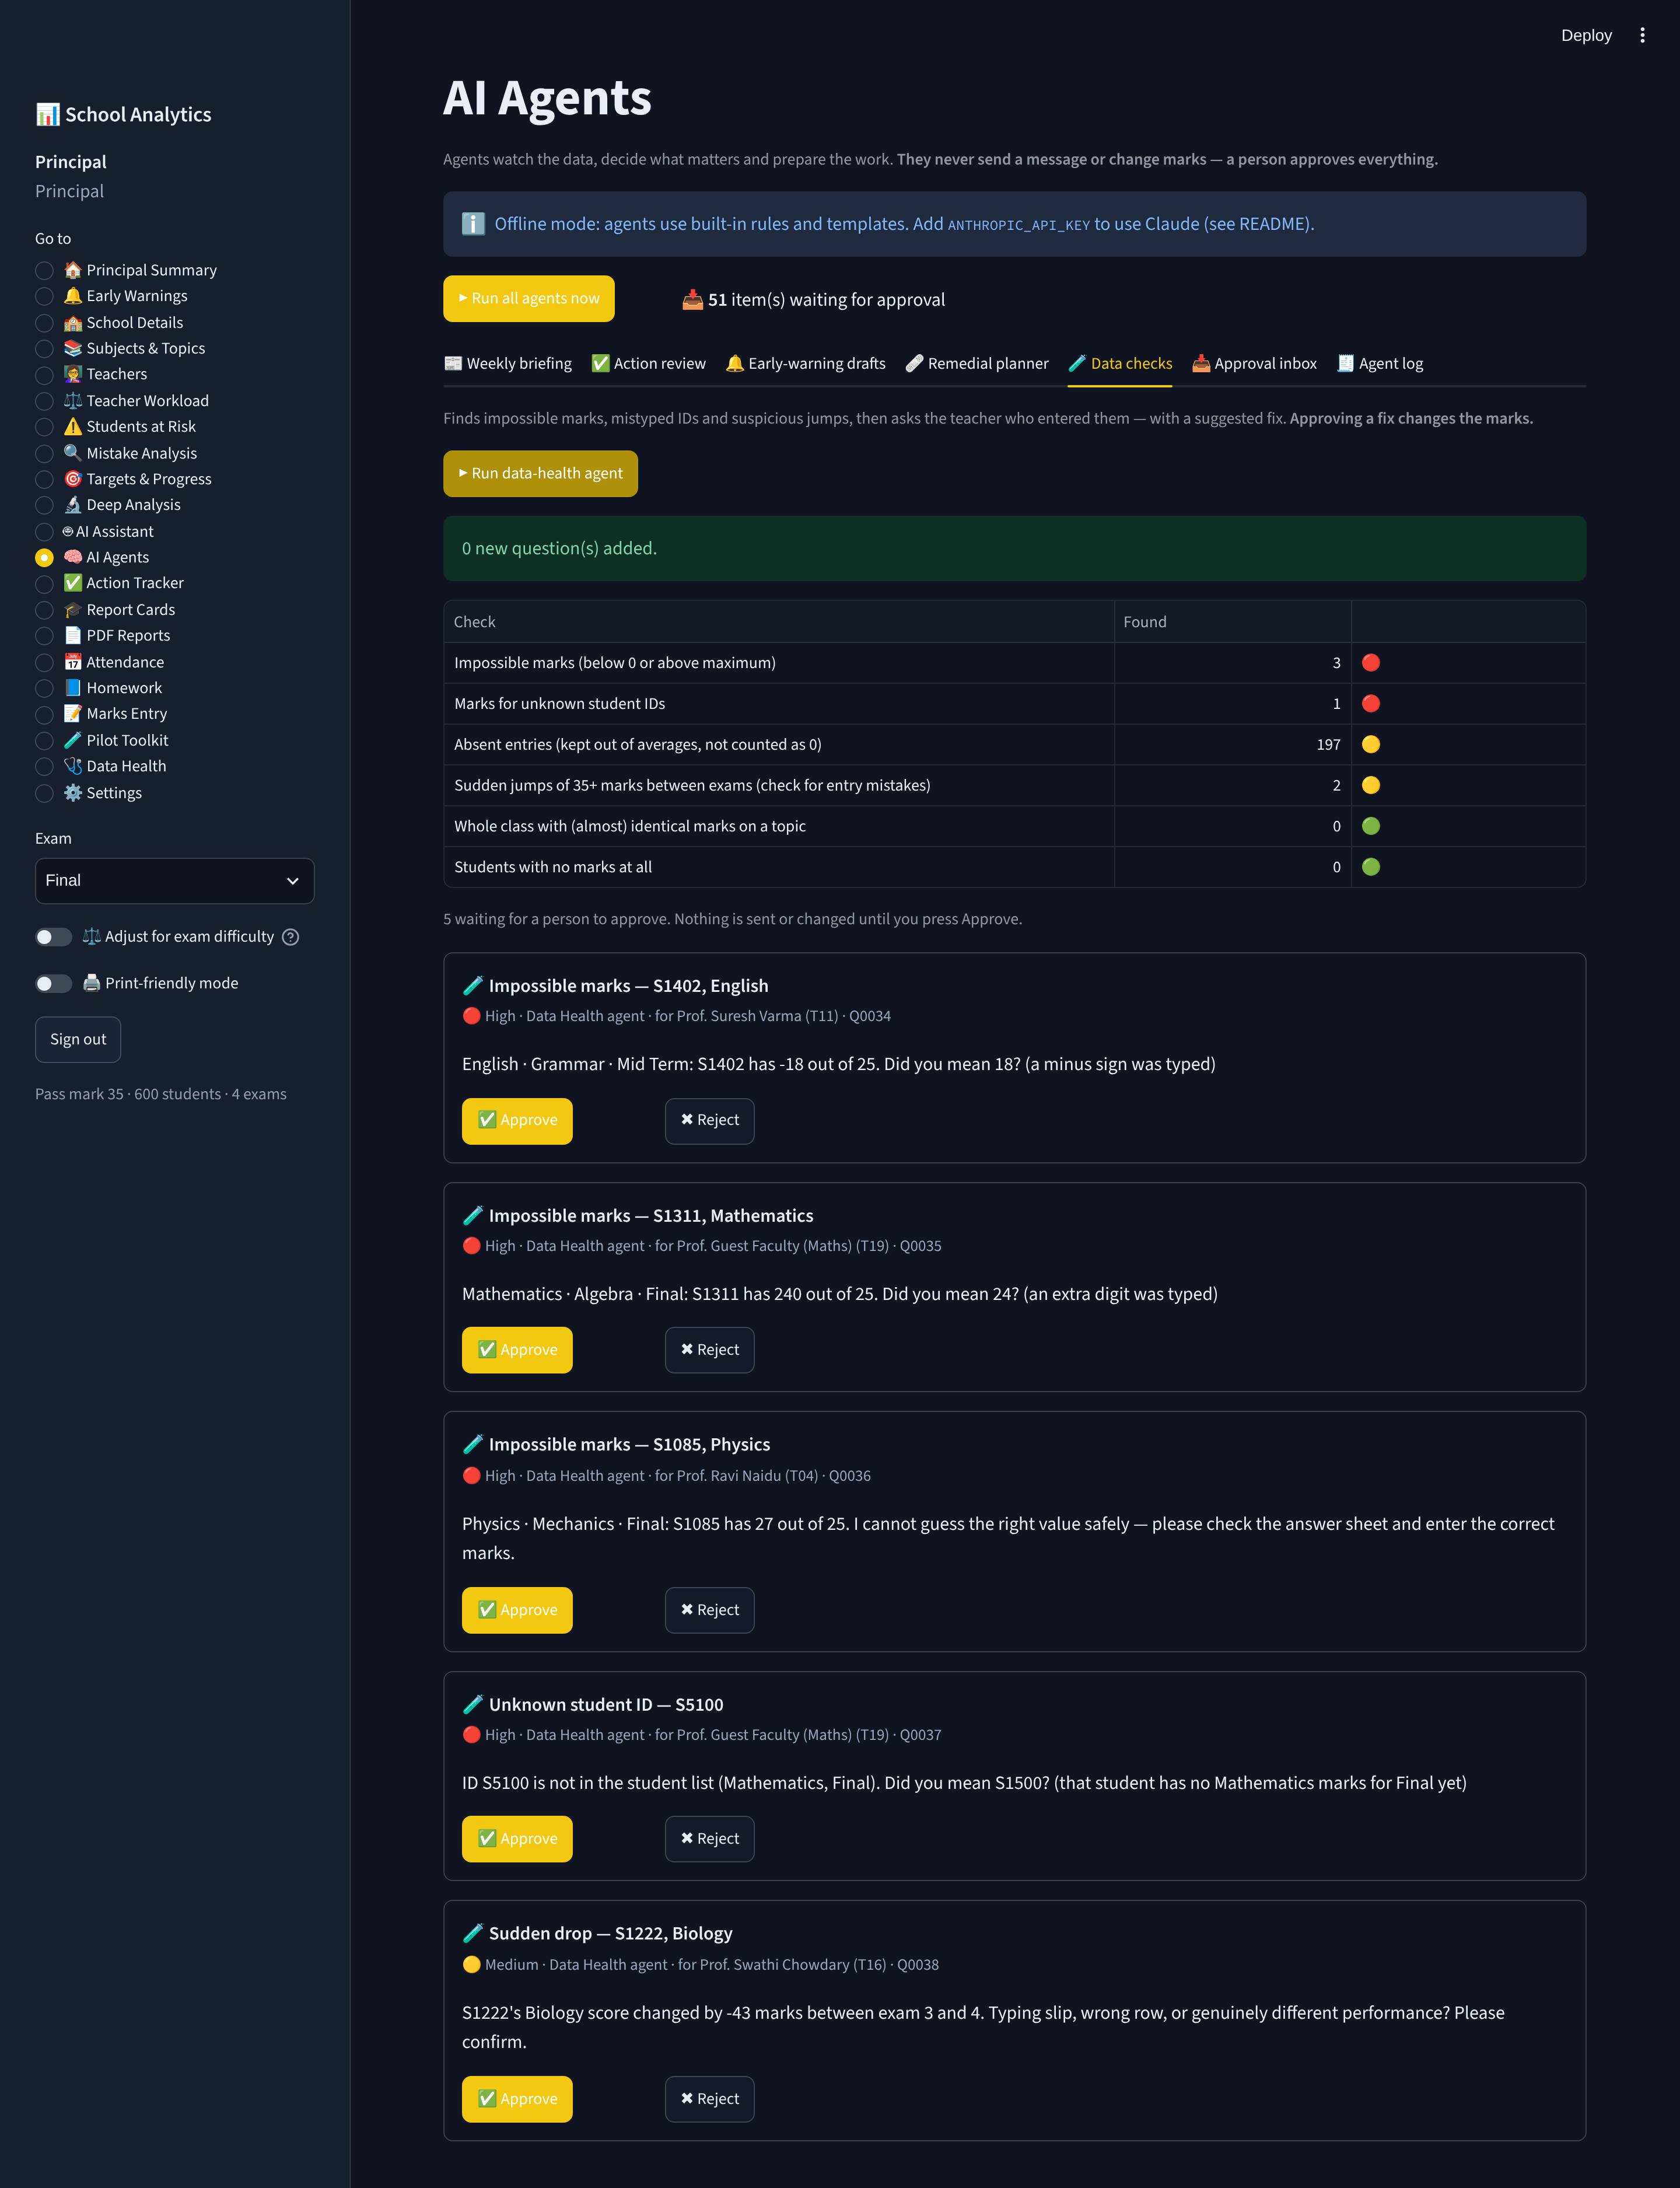 Deploy
📊 School Analytics
Principal
Principal
Go to
🏠 Principal Summary
🔔 Early Warnings
🏫 School Details
📚 Subjects & Topics
👩‍🏫 Teachers
⚖️ Teacher Workload
⚠️ Students at Risk
🔍 Mistake Analysis
🎯 Targets & Progress
🔬 Deep Analysis
AI Assistant
🧠 AI Agents
✅ Action Tracker
🎓 Report Cards
📄 PDF Reports
📅 Attendance
📘 Homework
📝 Marks Entry
🧪 Pilot Toolkit
🩺 Data Health
⚙️ Settings
Exam
Final
⚖️ Adjust for exam difficulty
🖨️ Print-friendly mode
Sign out
Pass mark 35 · 600 students · 4 exams
AI Agents
Agents watch the data, decide what matters and prepare the work. They never send a message or change marks — a person approves everything.
ℹ️ Offline mode: agents use built-in rules and templates. Add ANTHROPIC_API_KEY to use Claude (see README).
▶ Run all agents now
📥 51 item(s) waiting for approval
📰 Weekly briefing ✅ Action review 🔔 Early-warning drafts 🩹 Remedial planner 🧪 Data checks 📥 Approval inbox 🧾 Agent log
Finds impossible marks, mistyped IDs and suspicious jumps, then asks the teacher who entered them — with a suggested fix. Approving a fix changes the marks.
▶ Run data-health agent
0 new question(s) added.
Check Found
Impossible marks (below 0 or above maximum) 3 🔴
Marks for unknown student IDs 1 🔴
Absent entries (kept out of averages, not counted as 0) 197 🟡
Sudden jumps of 35+ marks between exams (check for entry mistakes) 2 🟡
Whole class with (almost) identical marks on a topic 0 🟢
Students with no marks at all 0 🟢
5 waiting for a person to approve. Nothing is sent or changed until you press Approve.
🧪 Impossible marks — S1402, English
🔴 High · Data Health agent · for Prof. Suresh Varma (T11) · Q0034
English · Grammar · Mid Term: S1402 has -18 out of 25. Did you mean 18? (a minus sign was typed)
✅ Approve ✖ Reject
🧪 Impossible marks — S1311, Mathematics
🔴 High · Data Health agent · for Prof. Guest Faculty (Maths) (T19) · Q0035
Mathematics · Algebra · Final: S1311 has 240 out of 25. Did you mean 24? (an extra digit was typed)
✅ Approve ✖ Reject
🧪 Impossible marks — S1085, Physics
🔴 High · Data Health agent · for Prof. Ravi Naidu (T04) · Q0036
Physics · Mechanics · Final: S1085 has 27 out of 25. I cannot guess the right value safely — please check the answer sheet and enter the correct
marks.
✅ Approve ✖ Reject
🧪 Unknown student ID — S5100
🔴 High · Data Health agent · for Prof. Guest Faculty (Maths) (T19) · Q0037
ID S5100 is not in the student list (Mathematics, Final). Did you mean S1500? (that student has no Mathematics marks for Final yet)
✅ Approve ✖ Reject
🧪 Sudden drop — S1222, Biology
🟡 Medium · Data Health agent · for Prof. Swathi Chowdary (T16) · Q0038
S1222's Biology score changed by -43 marks between exam 3 and 4. Typing slip, wrong row, or genuinely different performance? Please
confirm.
✅ Approve ✖ Reject